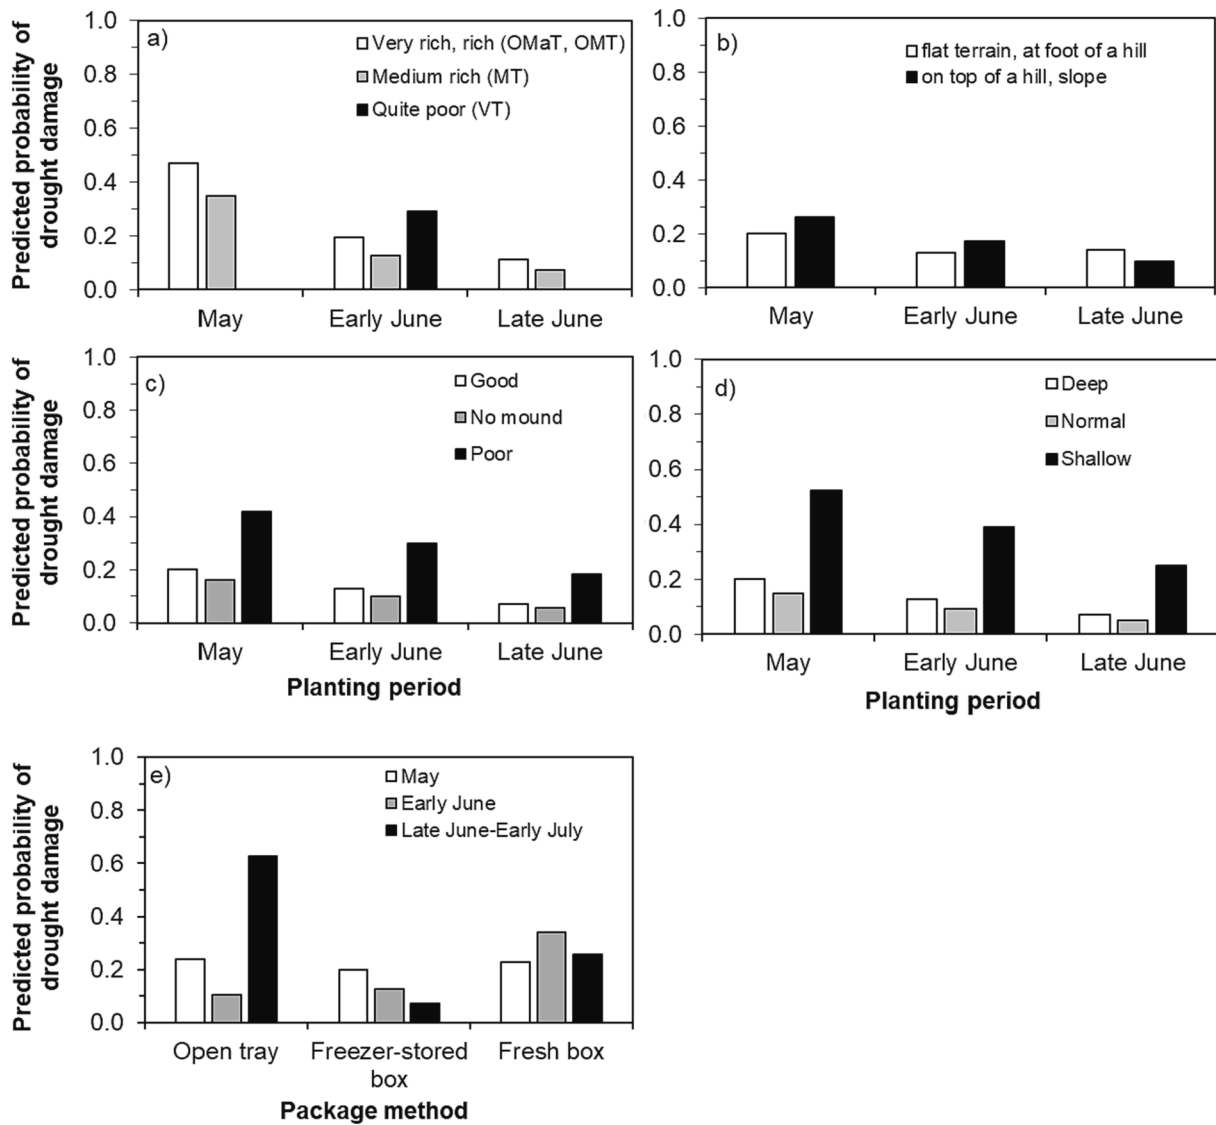 Predicted probability of
drought damage
1.0
0.8
0.6
0.4
0.2
0.0
a)
Very rich, rich (OMaT, OMT)
Medium rich (MT)
Quite poor (VT)
May
Early June
Late June
1.0
0.8
0.6
0.4
0.2
0.0
b)
flat terrain, at foot of a hill
on top of a hill, slope
May
Early June
Late June
Predicted probability of
drought damage
1.0
0.8
0.6
0.4
0.2
0.0
c)
Good
No mound
Poor
May
Early June
Late June
Planting period
1.0
0.8
0.6
0.4
0.2
0.0
d)
Deep
Normal
Shallow
May
Early June
Late June
Planting period
Predicted probability of
drought damage
1.0
0.8
0.6
0.4
0.2
0.0
e)
May
Early June
Late June-Early July
Open tray
Freezer-stored
box
Fresh box
Package method